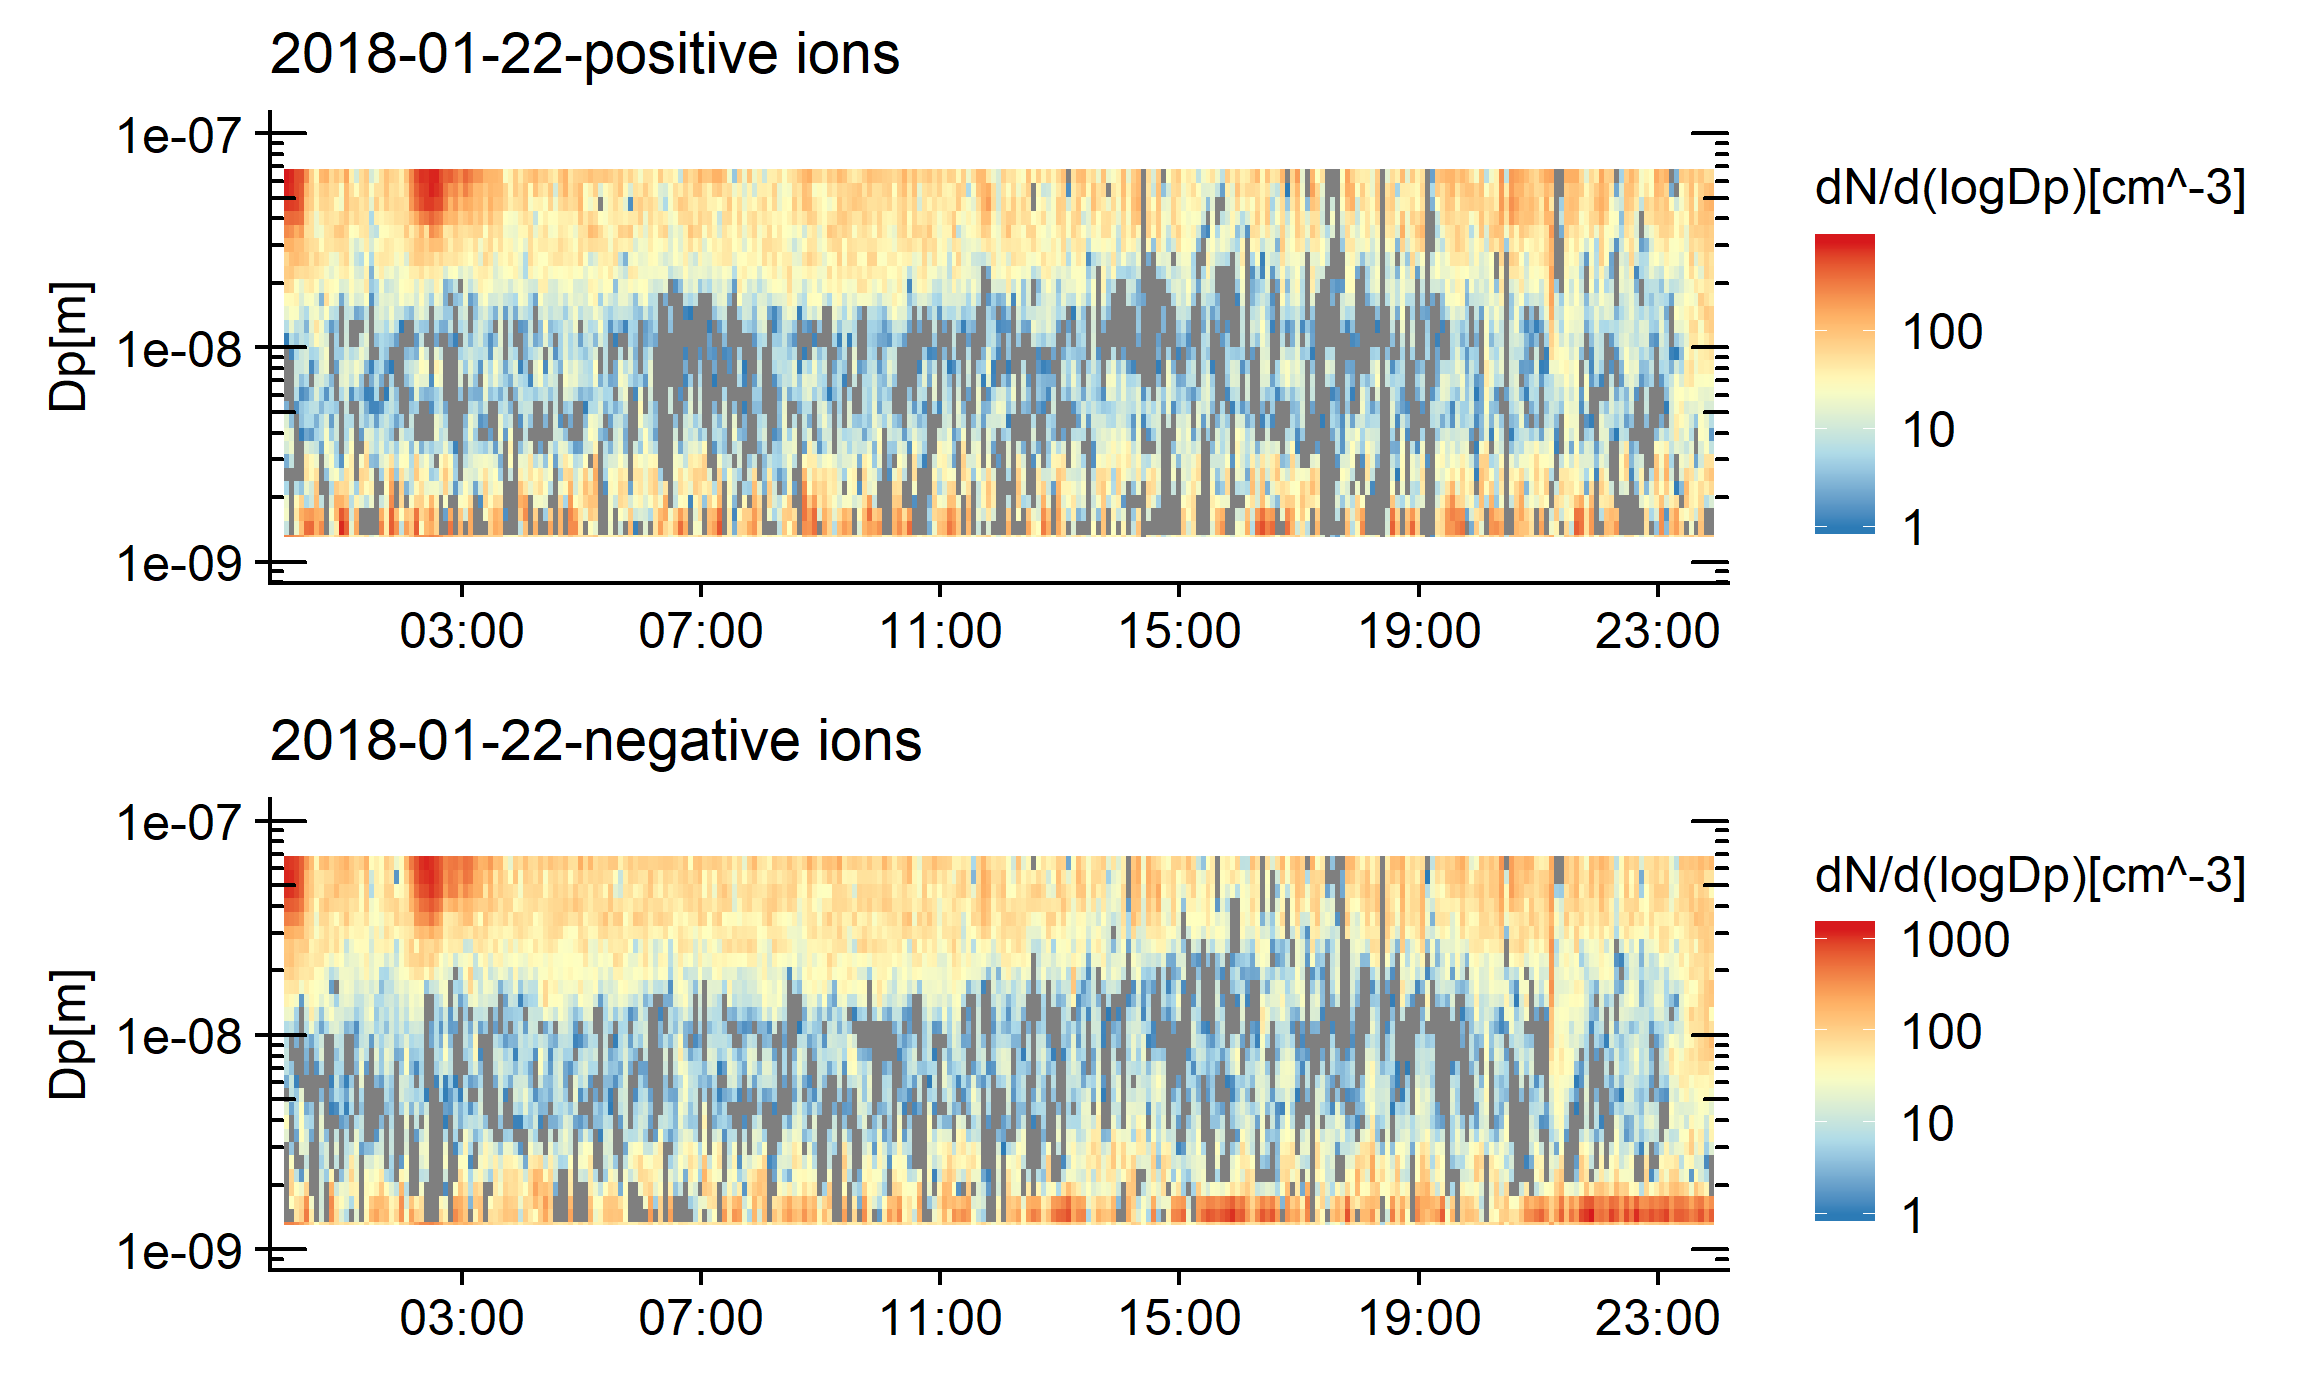 2018-01-22-positive ions
1e-07
1e-08
1e-09
Dp[m]
03:00 07:00 11:00 15:00 19:00 23:00
dN/d(logDp)[cm^-3]
100
10
1
2018-01-22-negative ions
1e-07
1e-08
1e-09
Dp[m]
03:00 07:00 11:00 15:00 19:00 23:00
dN/d(logDp)[cm^-3]
1000
100
10
1